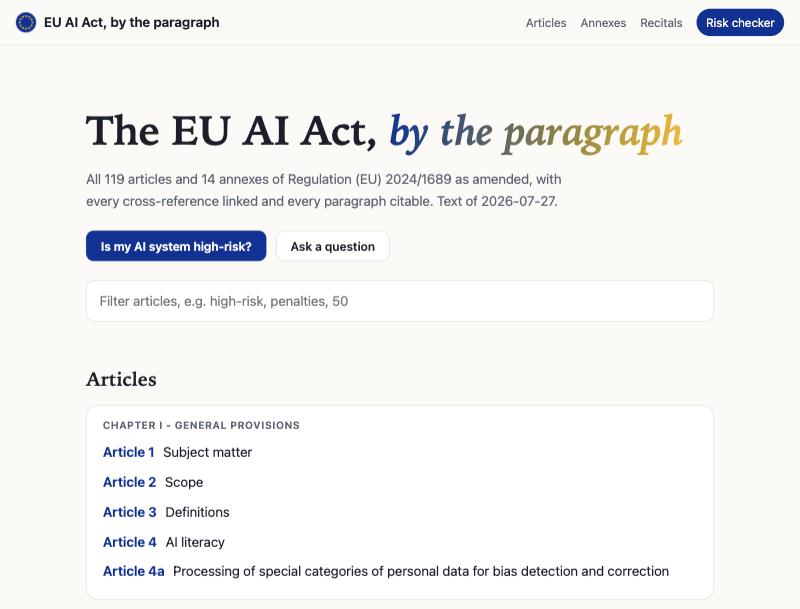 EU AI Act, by the paragraph
Articles
Annexes
Recitals
Risk checker
The EU AI Act, by the paragraph
All 119 articles and 14 annexes of Regulation (EU) 2024/1689 as amended, with
every cross-reference linked and every paragraph citable. Text of 2026-07-27.
Is my AI system high-risk?
Ask a question
Filter articles, e.g. high-risk, penalties, 50
Articles
CHAPTER I - GENERAL PROVISIONS
Article 1 Subject matter
Article 2 Scope
Article 3 Definitions
Article 4 AI literacy
Article 4a Processing of special categories of personal data for bias detection and correction